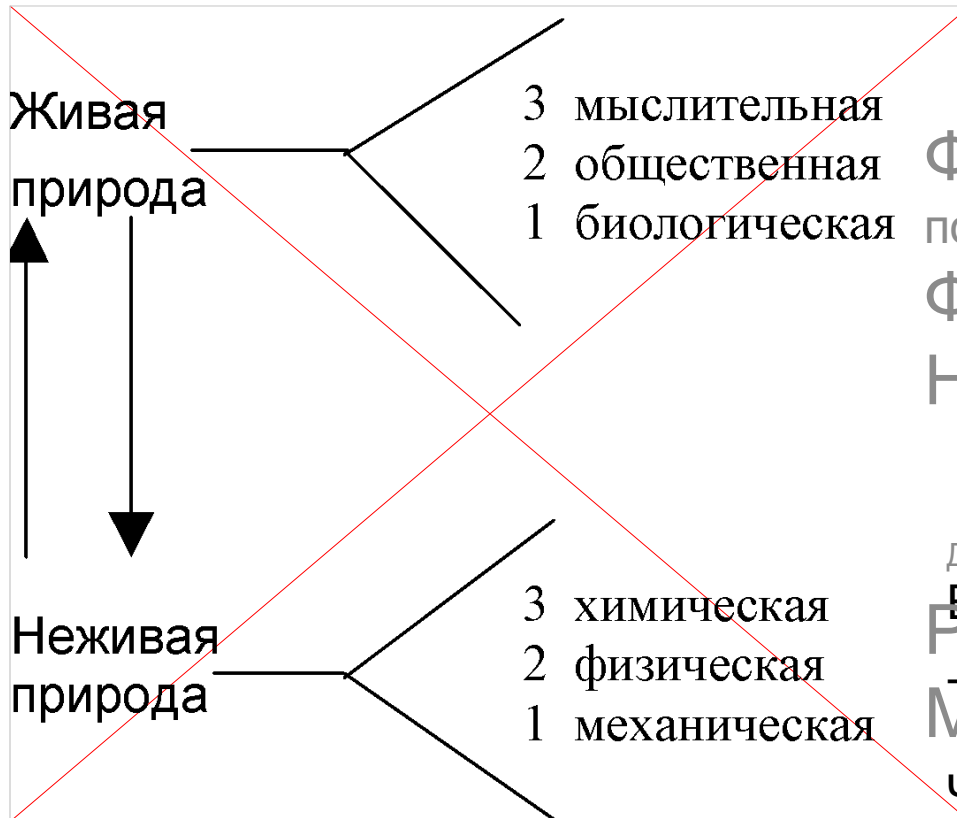 Живая
природа
3 мыслительная
2 общественная
1 биологическая
Неживая
природа
3 химическая
2 физическая
1 механическая